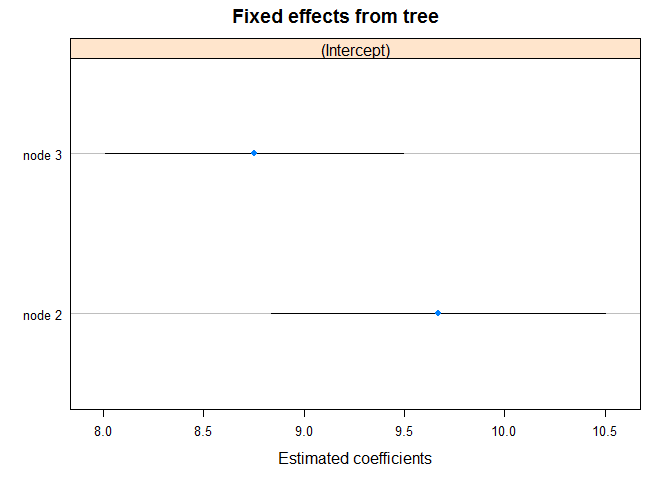 Fixed effects from tree
(Intercept)
node 3
node 2
8.0 8.5 9.0 9.5 10.0 10.5
Estimated coefficients